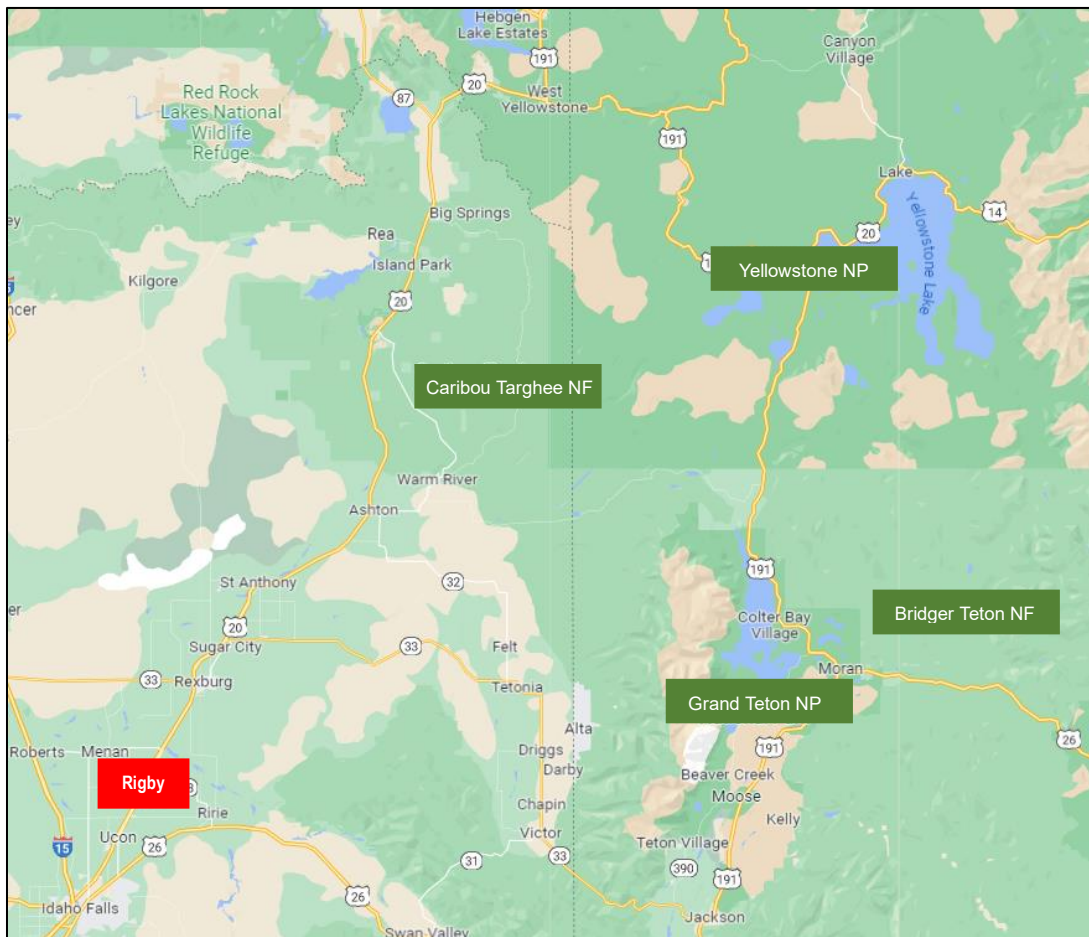 Hebgen
Lake Estates
191
Canyon
Village
20
87
West
Yellowstone
Red Rock
Lakes National
Wildlife
Refuge
191
Lake
14
Big Springs
20
Yellowstone Lake
Rea
Island Park
Yellowstone NP
Kilgore
20
Caribou Targhee NF
Warm River
Ashton
191
32
St Anthony
Colter Bay
Village
Bridger Teton NF
20
Sugar City
33
Felt
Moran
33
Rexburg
Tetonia
Grand Teton NP
Alta
26
Roberts
Menan
Driggs
191
Darby
Rigby
Beaver Creek
Moose
Chapin
Ririe
Kelly
Ucon
Victor
Teton Village
15
26
33
31
390
191
26
Idaho Falls
Jackson
Swan Valley